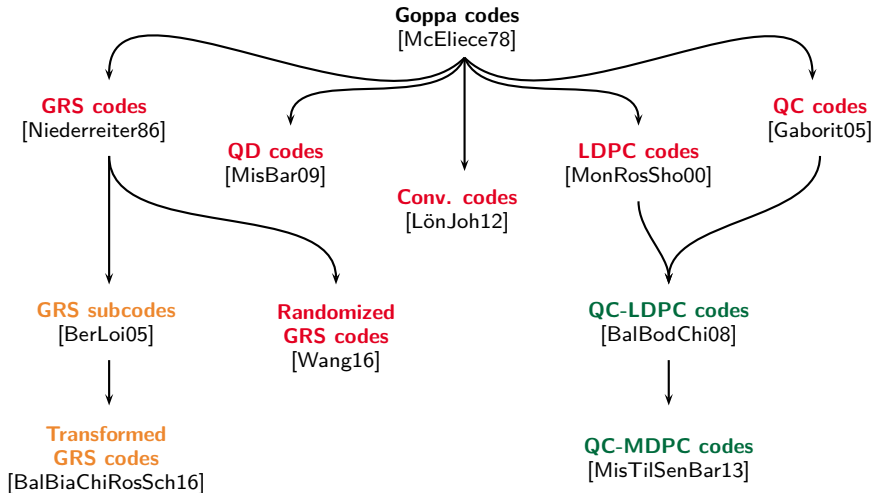 Goppa codes
[McEliece78]
GRS codes
[Niederreiter86]
QC codes
[Gaborit05]
QD codes
[MisBar09]
LDPC codes
[MonRosSho00]
Conv. codes
[LönJoh12]
GRS subcodes
[BerLoi05]
Randomized
GRS codes
[Wang16]
QC-LDPC codes
[BalBodChi08]
Transformed
GRS codes
[BalBiaChiRosSch16]
QC-MDPC codes
[MisTilSenBar13]